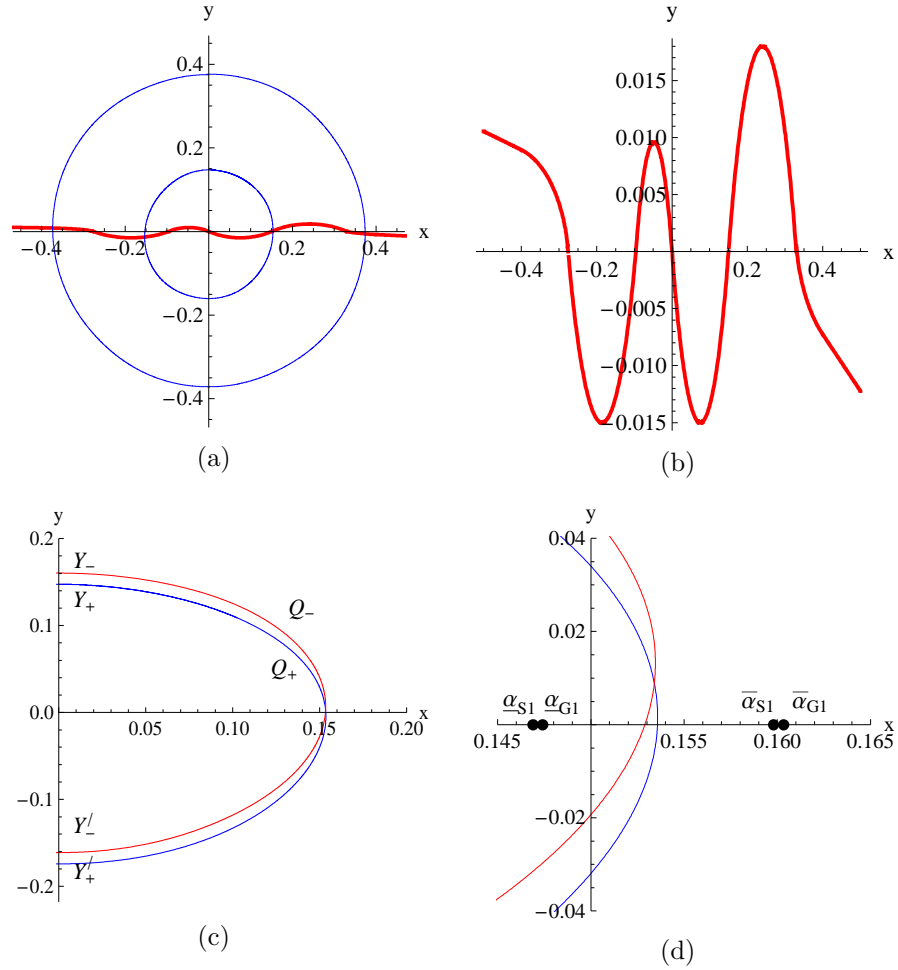 y
0.4
0.2
−0.4 −0.2 0.2 0.4 x
−0.2
−0.4
(a)
y
0.015
0.010
0.005
−0.4 −0.2 0.2 0.4 x
−0.005
−0.010
−0.015
(b)
y
0.2
Y−
Y+
0.1
Q−
Q+
0.0
0.05 0.10 0.15 0.20 x
−0.1
Y−/
Y+/
−0.2
(c)
y
0.04
0.02
α̲S1 α̲G1 α̅S1 α̅G1
0.145 0.155 0.160 0.165 x
−0.02
−0.04
(d)